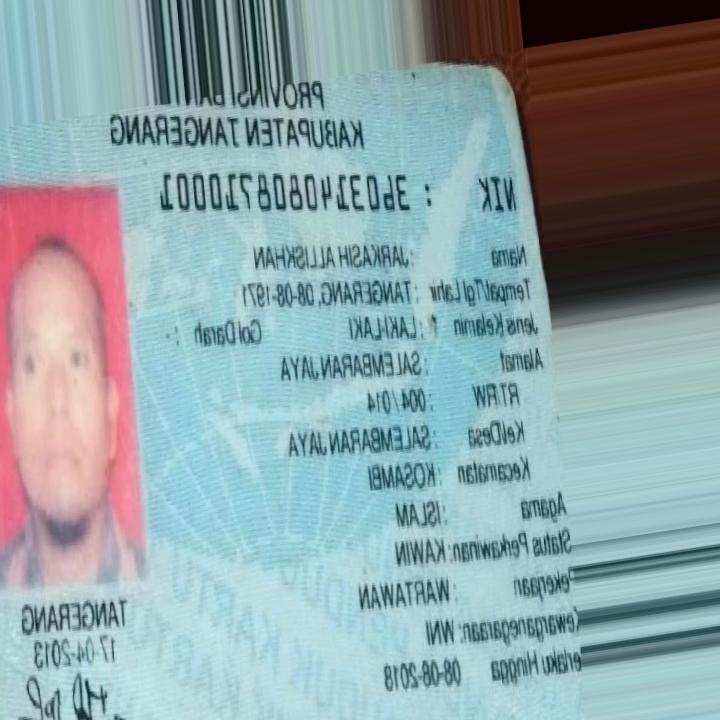 PROVINSI BANTEN
KABUPATEN TANGERANG
NIK : 3603140808710001
Nama : JARKASIH ALLISKHAN
Tempat/Tgl Lahir : TANGERANG, 08-08-1971
Jenis Kelamin : LAKI-LAKI Gol Darah : -
Alamat : SALEMBARAN JAYA
RT/RW : 004/014
Kel/Desa : SALEMBARAN JAYA
Kecamatan : KOSAMBI
Agama : ISLAM
Status Perkawinan: KAWIN
Pekerjaan : WARTAWAN
Kewarganegaraan: WNI
Berlaku Hingga 08-08-2018
TANGERANG
17-04-2013